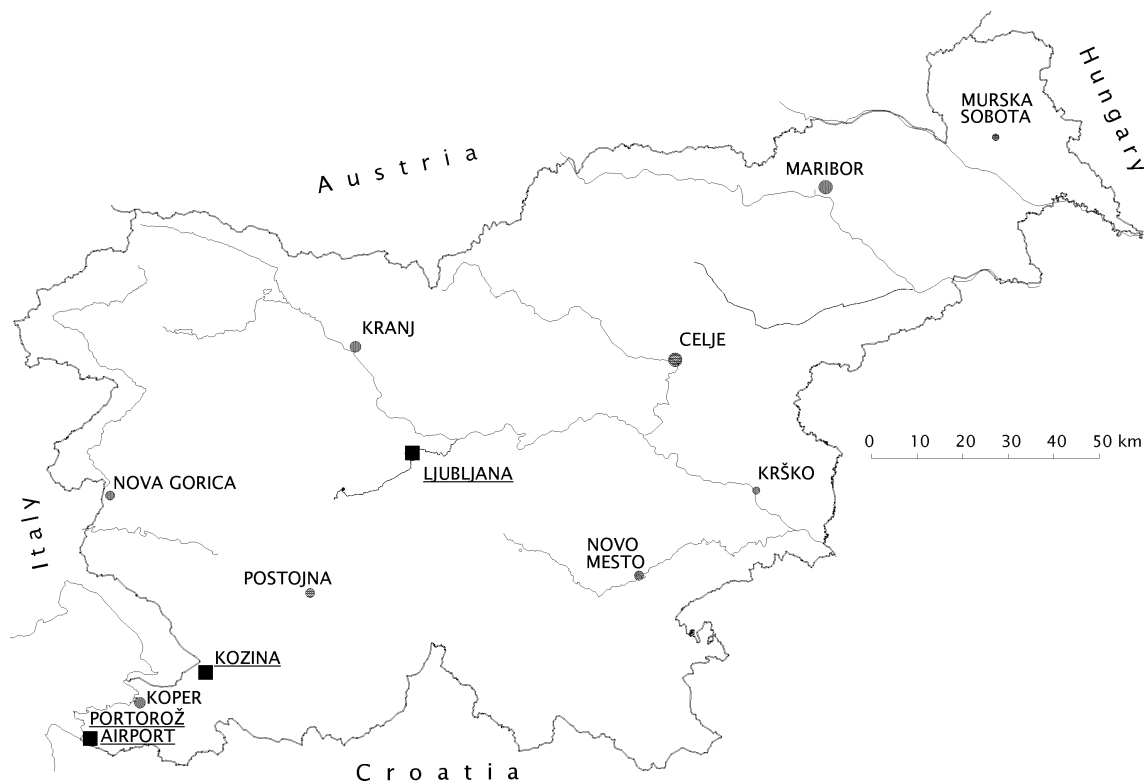 Hungary
MURSKA
SOBOTA
Austria
MARIBOR
KRANJ
CELJE
0 10 20 30 40 50 km
LJUBLJANA
KRŠKO
NOVA GORICA
Italy
NOVO
MESTO
POSTOJNA
KOZINA
KOPER
PORTOROŽ
AIRPORT
Croatia